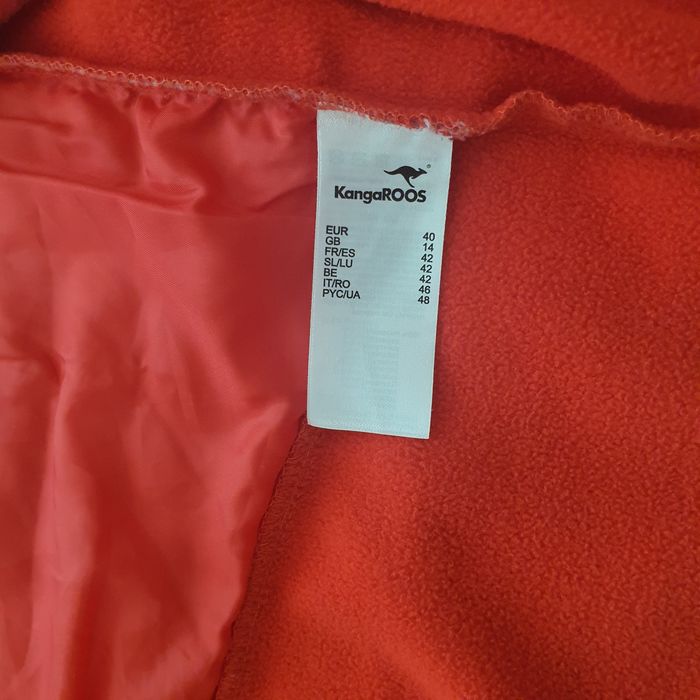 KangaROOS
EUR 40
GB 14
FR/ES 42
SL/LU 42
BE 42
IT/RO 46
PYC/UA 48